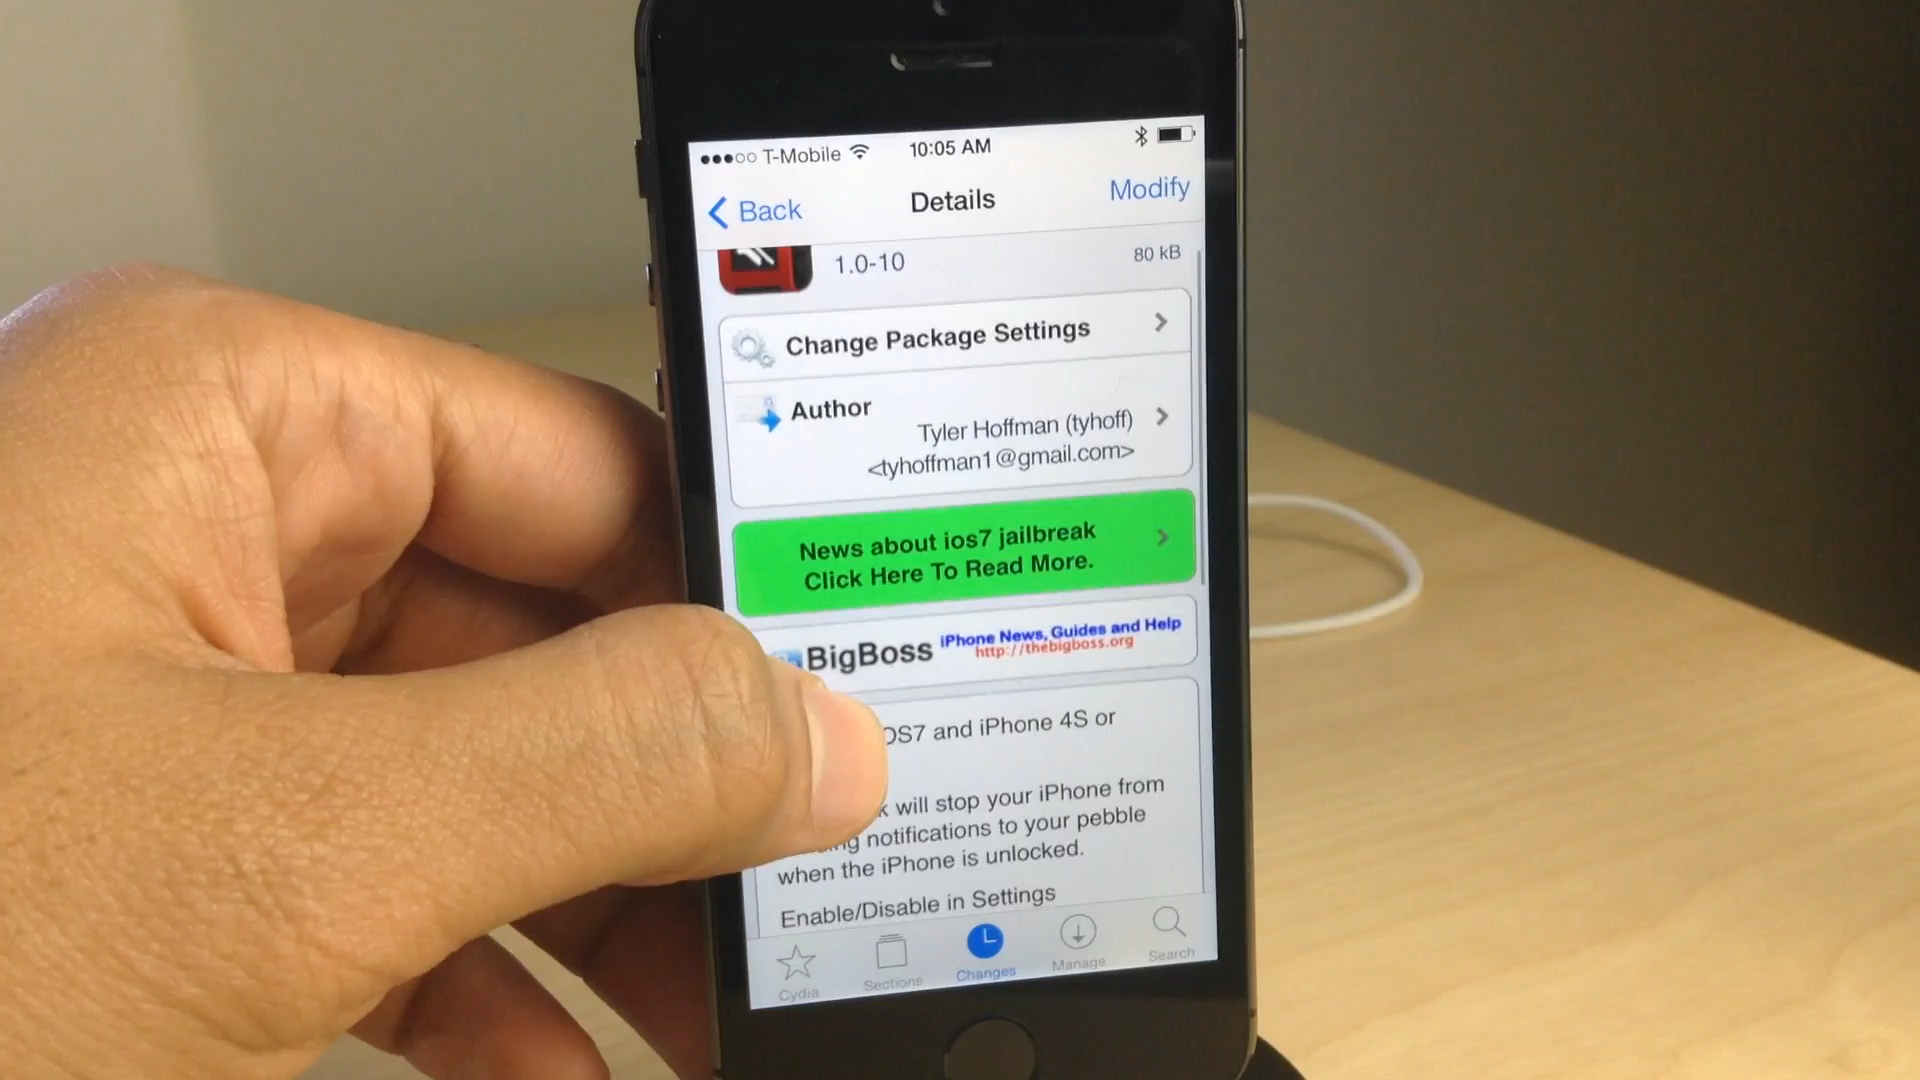 T-Mobile 10:05 AM
Back Details Modify
1.0-10 80 kB
Change Package Settings
Author
Tyler Hoffman (tyhoff)
<tyhoffman1@gmail.com>
News about ios7 jailbreak
Click Here To Read More.
BigBoss iPhone News, Guides and Help
http://thebigboss.org
OS7 and iPhone 4S or
will stop your iPhone from
notifications to your pebble
when the iPhone is unlocked.
Enable/Disable in Settings
Cydia Sections Changes Manage Search